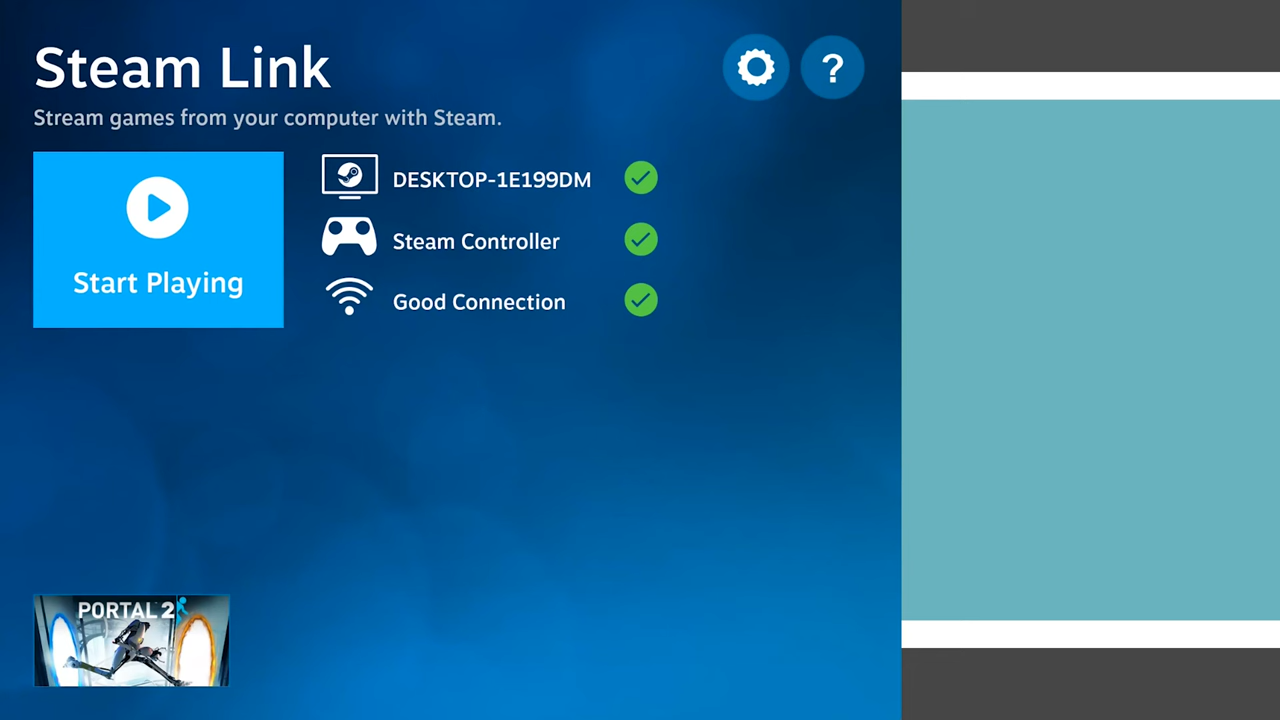 Steam Link
?
Stream games from your computer with Steam.
DESKTOP-1E199DM
Steam Controller
Start Playing
Good Connection
PORTAL 2